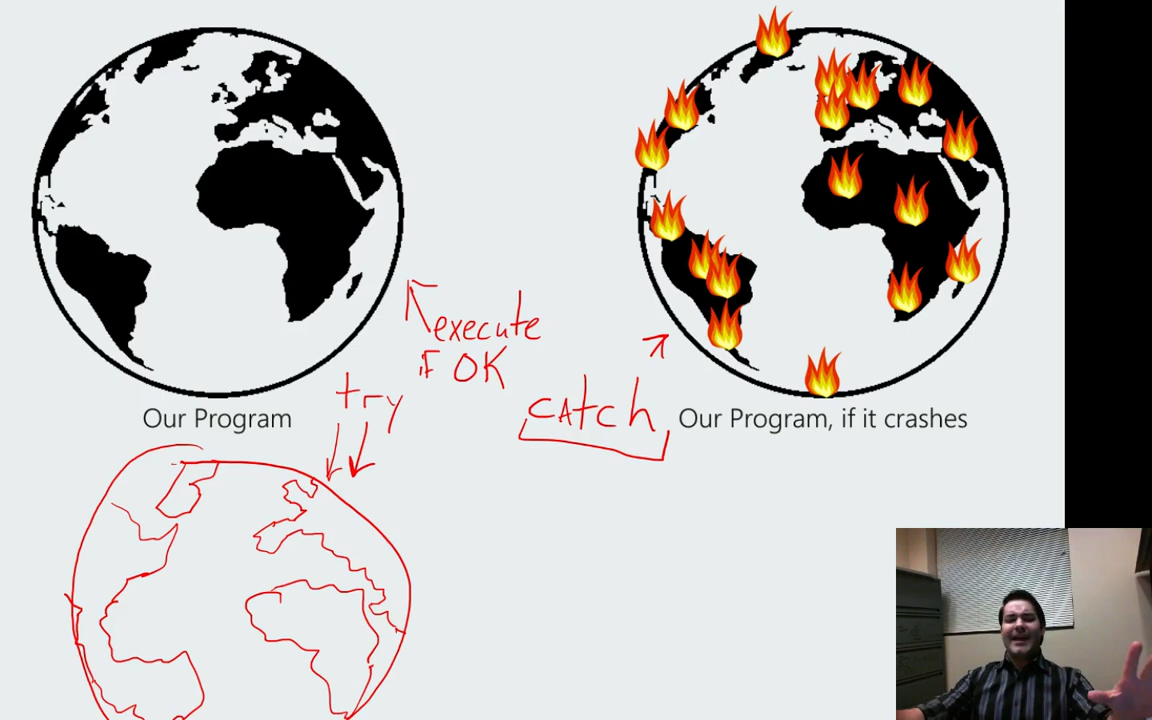 execute
if OK
try
catch
Our Program
Our Program, if it crashes